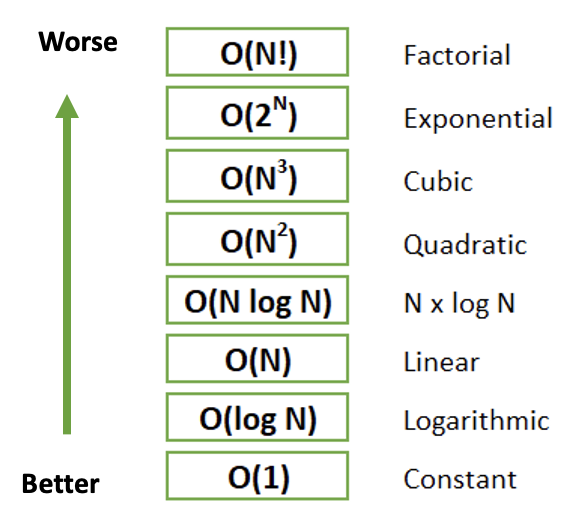 Worse
O(N!) Factorial
O(2^N) Exponential
O(N^3) Cubic
O(N^2) Quadratic
O(N log N) N x log N
O(N) Linear
O(log N) Logarithmic
Better
O(1) Constant